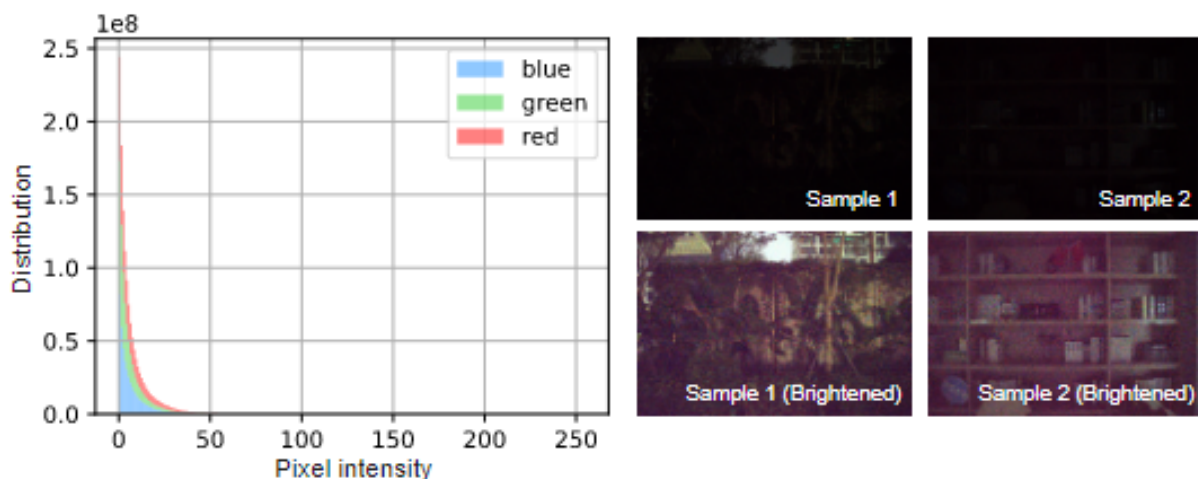 1e8
2.5
2.0
1.5
1.0
0.5
0.0
Distribution
0 50 100 150 200 250
Pixel intensity
blue
green
red
Sample 1
Sample 2
Sample 1 (Brightened)
Sample 2 (Brightened)